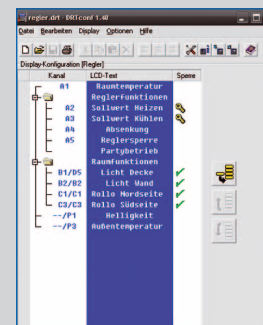 regler.drt - DRTconf v1.40
Datei Bearbeiten Display Optionen Hilfe
Display-Konfiguration [Regler]
Kanal LCD-Text Sperre
A1 Raumtemperatur
Reglerfunktionen
A2 Sollwert Heizen
A3 Sollwert Kühlen
A4 Absenkung
A5 Reglersperre
Partybetrieb
Raumfunktionen
B1/D5 Licht Decke
B2/B2 Licht Wand
C1/C1 Rollo Nordseite
C3/C3 Rollo Südseite
--/P1 Helligkeit
--/P3 Außentemperatur